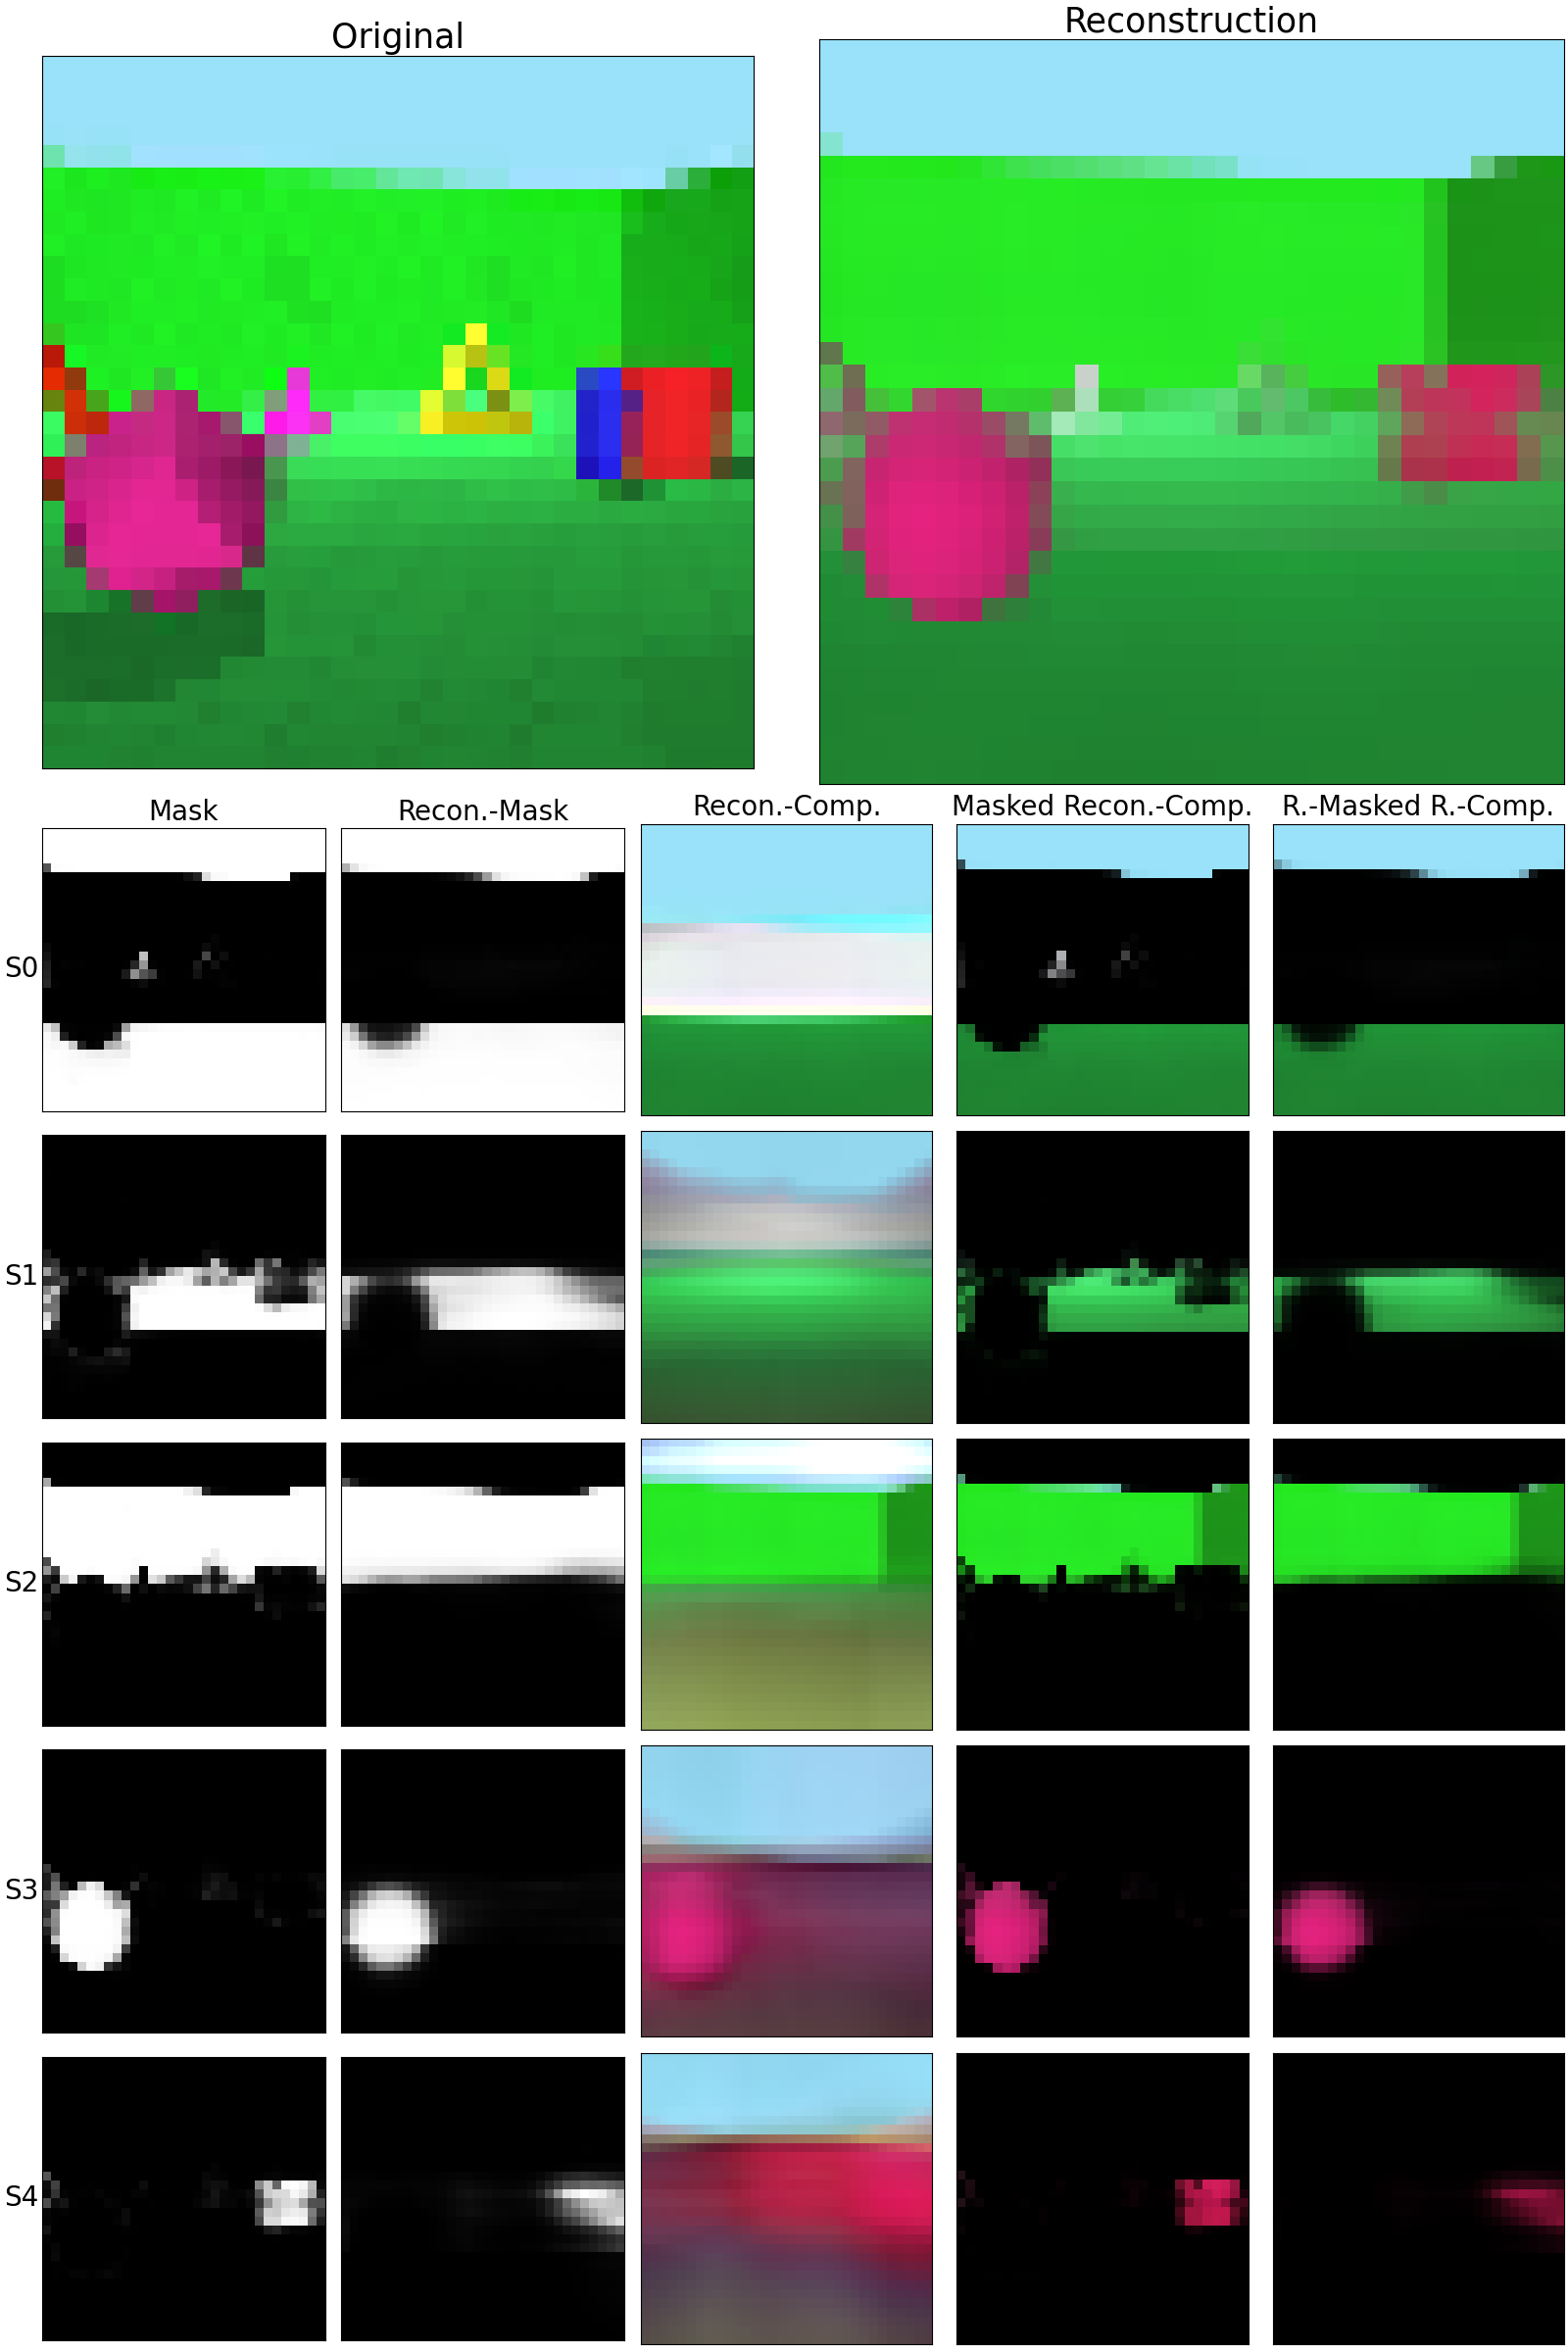 Original
Reconstruction
Mask
Recon.-Mask
Recon.-Comp.
Masked Recon.-Comp.
R.-Masked R.-Comp.
S0
S1
S2
S3
S4